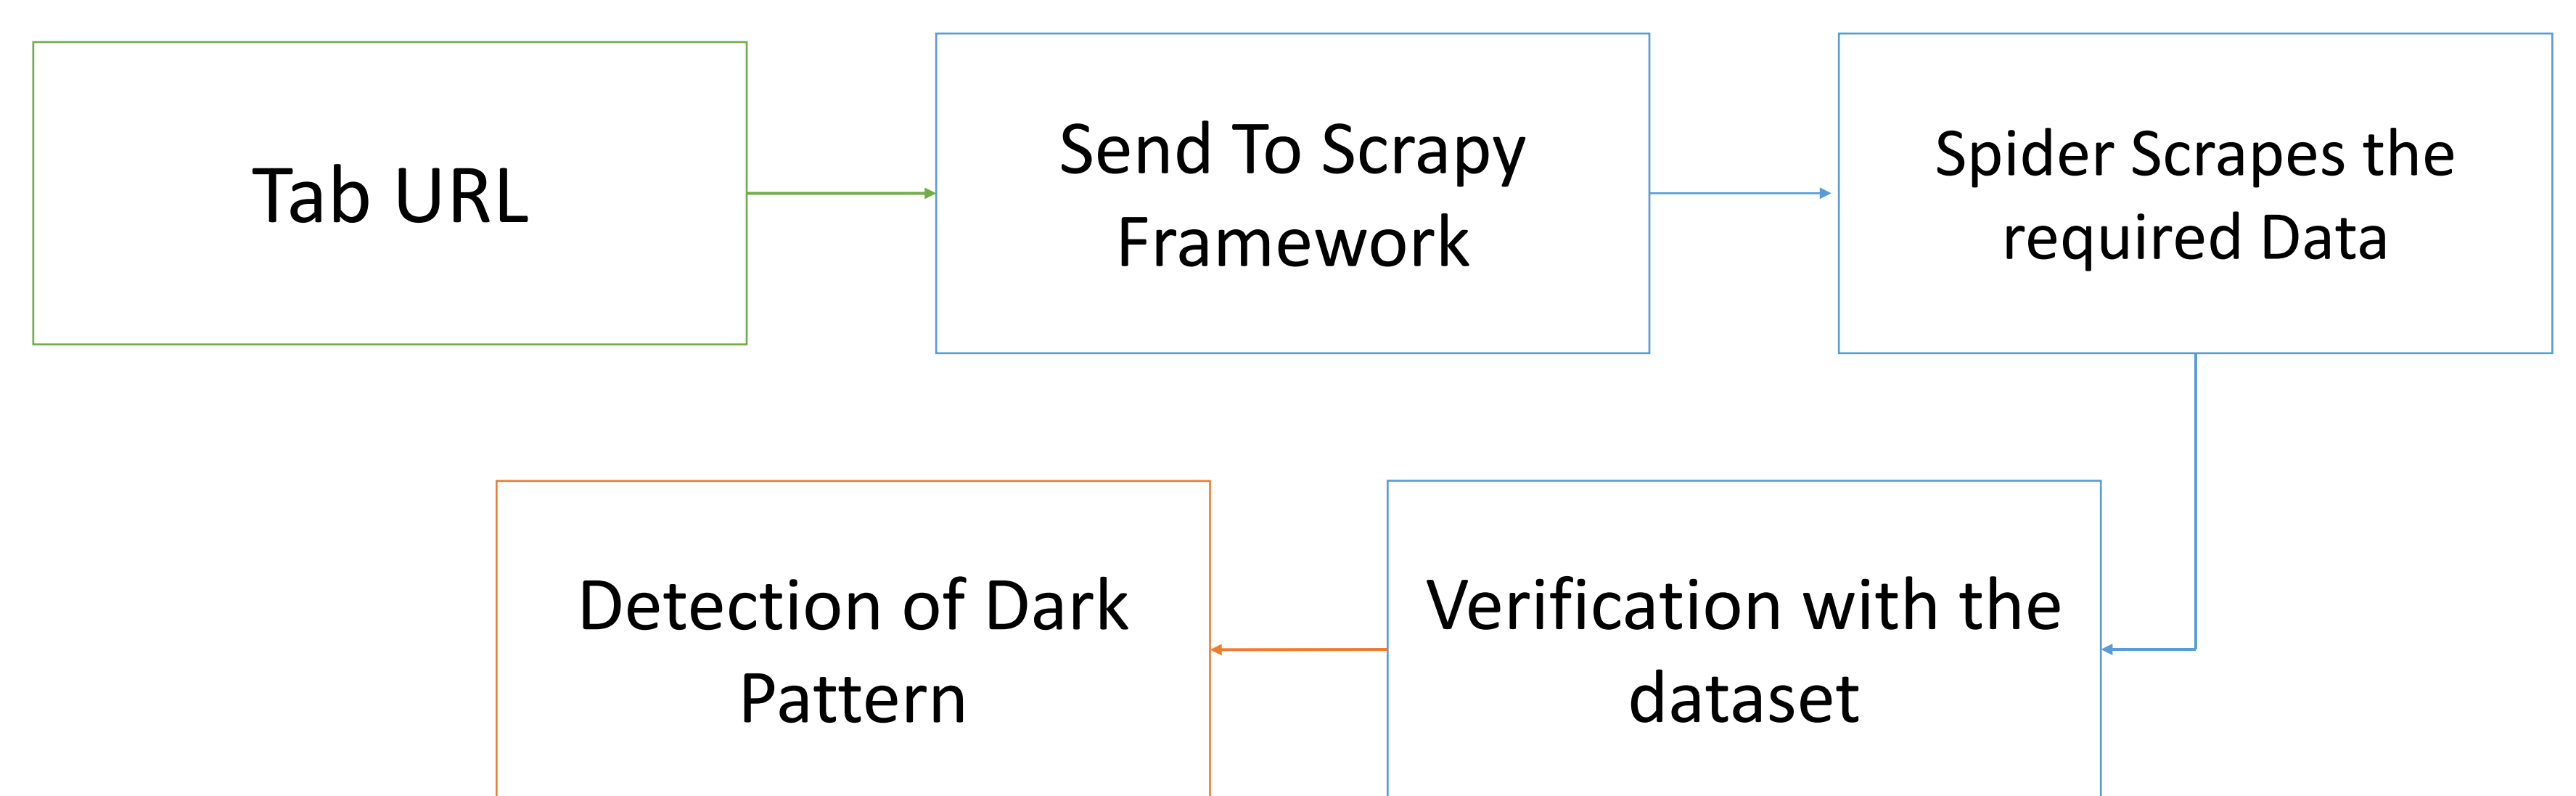 Tab URL
Send To Scrapy
Framework
Spider Scrapes the
required Data
Verification with the
dataset
Detection of Dark
Pattern